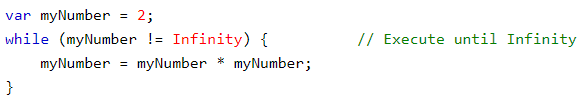 var myNumber = 2;
while (myNumber != Infinity) {          // Execute until Infinity
    myNumber = myNumber * myNumber;
}